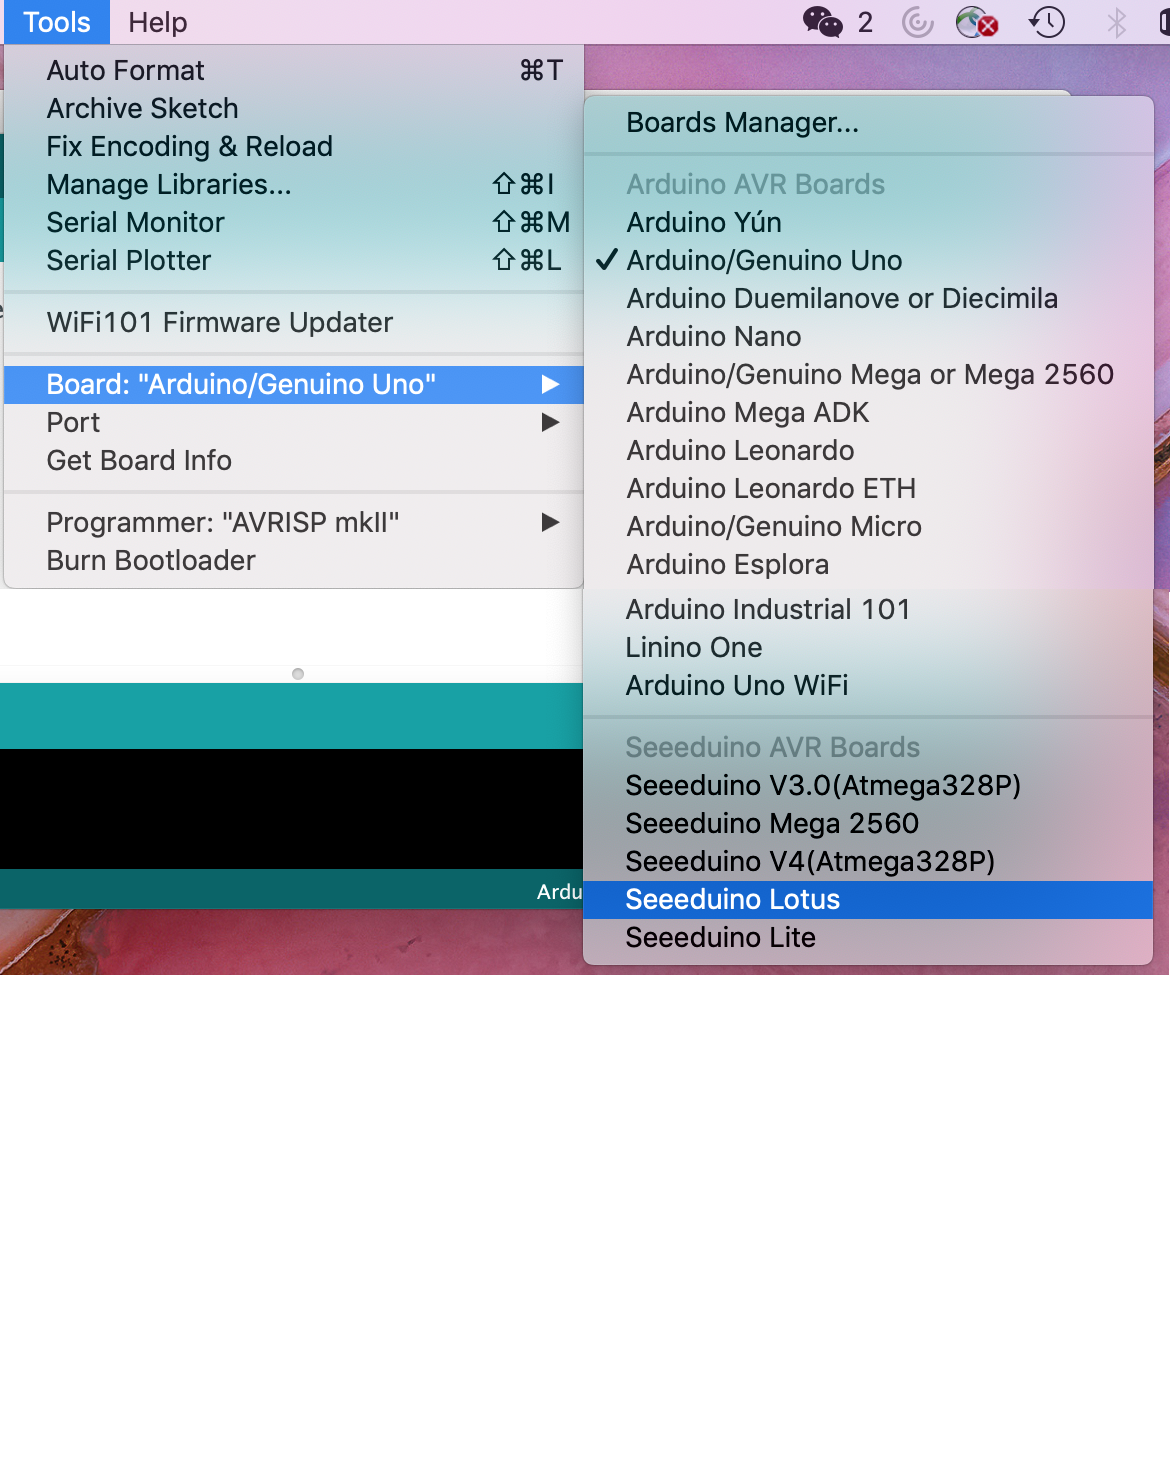 Tools Help 2
Auto Format ⌘T
Archive Sketch
Fix Encoding & Reload
Manage Libraries... ⇧⌘I
Serial Monitor ⇧⌘M
Serial Plotter ⇧⌘L
WiFi101 Firmware Updater
Board: "Arduino/Genuino Uno" ▶
Port ▶
Get Board Info
Programmer: "AVRISP mkII" ▶
Burn Bootloader
Boards Manager...
Arduino AVR Boards
Arduino Yún
✓ Arduino/Genuino Uno
Arduino Duemilanove or Diecimila
Arduino Nano
Arduino/Genuino Mega or Mega 2560
Arduino Mega ADK
Arduino Leonardo
Arduino Leonardo ETH
Arduino/Genuino Micro
Arduino Esplora
Arduino Industrial 101
Linino One
Arduino Uno WiFi
Seeeduino AVR Boards
Seeeduino V3.0(Atmega328P)
Seeeduino Mega 2560
Seeeduino V4(Atmega328P)
Seeeduino Lotus
Seeeduino Lite
Ardu